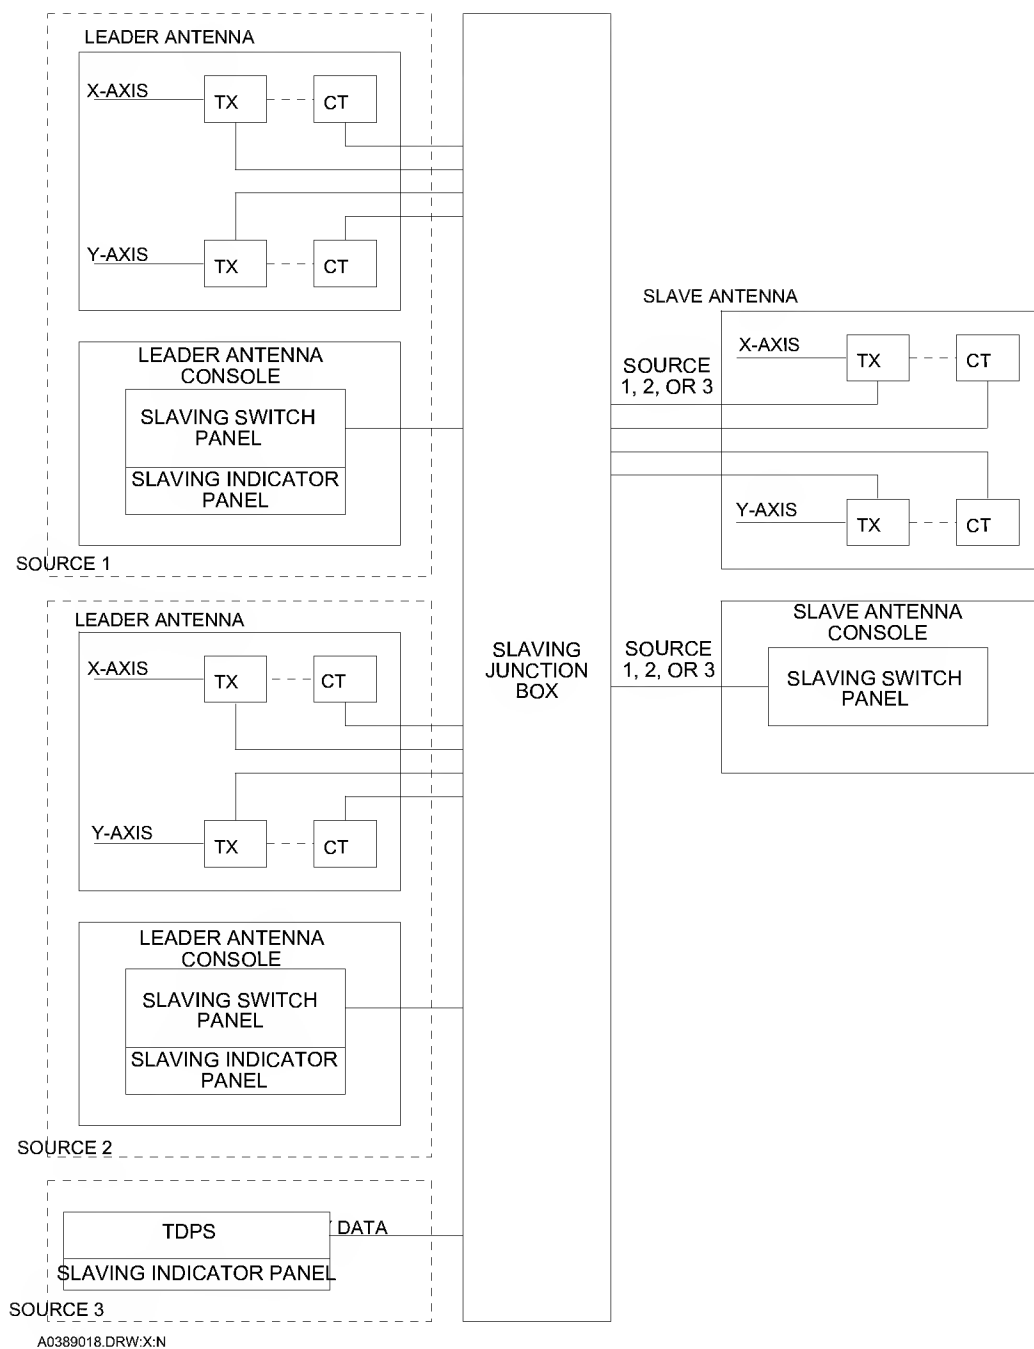 LEADER ANTENNA
X-AXIS
TX
CT
Y-AXIS
TX
CT
LEADER ANTENNA
CONSOLE
SLAVING SWITCH
PANEL
SLAVING INDICATOR
PANEL
SOURCE 1
LEADER ANTENNA
X-AXIS
TX
CT
Y-AXIS
TX
CT
LEADER ANTENNA
CONSOLE
SLAVING SWITCH
PANEL
SLAVING INDICATOR
PANEL
SOURCE 2
TDPS
DATA
SLAVING INDICATOR PANEL
SOURCE 3
SLAVING
JUNCTION
BOX
SLAVE ANTENNA
SOURCE
1, 2, OR 3
X-AXIS
TX
CT
Y-AXIS
TX
CT
SOURCE
1, 2, OR 3
SLAVE ANTENNA
CONSOLE
SLAVING SWITCH
PANEL
A0389018.DRW:X:N